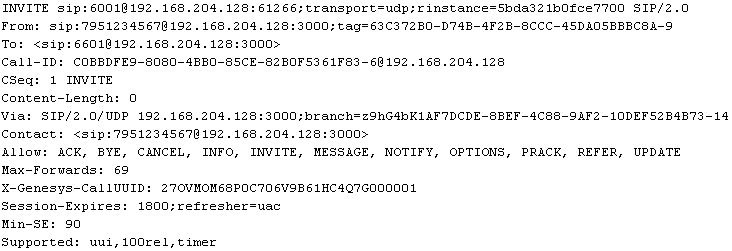 INVITE sip:6001@192.168.204.128:61266;transport=udp;rinstance=5bda321b0fce7700 SIP/2.0
From: sip:7951234567@192.168.204.128:3000;tag=63C372B0-D74B-4F2B-8CCC-45DA05BBBC8A-9
To: <sip:6601@192.168.204.128:3000>
Call-ID: C0BBDFE9-8080-4BB0-85CE-82B0F5361F83-6@192.168.204.128
CSeq: 1 INVITE
Content-Length: 0
Via: SIP/2.0/UDP 192.168.204.128:3000;branch=z9hG4bK1AF7DCDE-8BEF-4C88-9AF2-10DEF52B4B73-14
Contact: <sip:7951234567@192.168.204.128:3000>
Allow: ACK, BYE, CANCEL, INFO, INVITE, MESSAGE, NOTIFY, OPTIONS, PRACK, REFER, UPDATE
Max-Forwards: 69
X-Genesys-CallUUID: 27OVMOM68P0C706V9B61HC4Q7G000001
Session-Expires: 1800;refresher=uac
Min-SE: 90
Supported: uui,100rel,timer